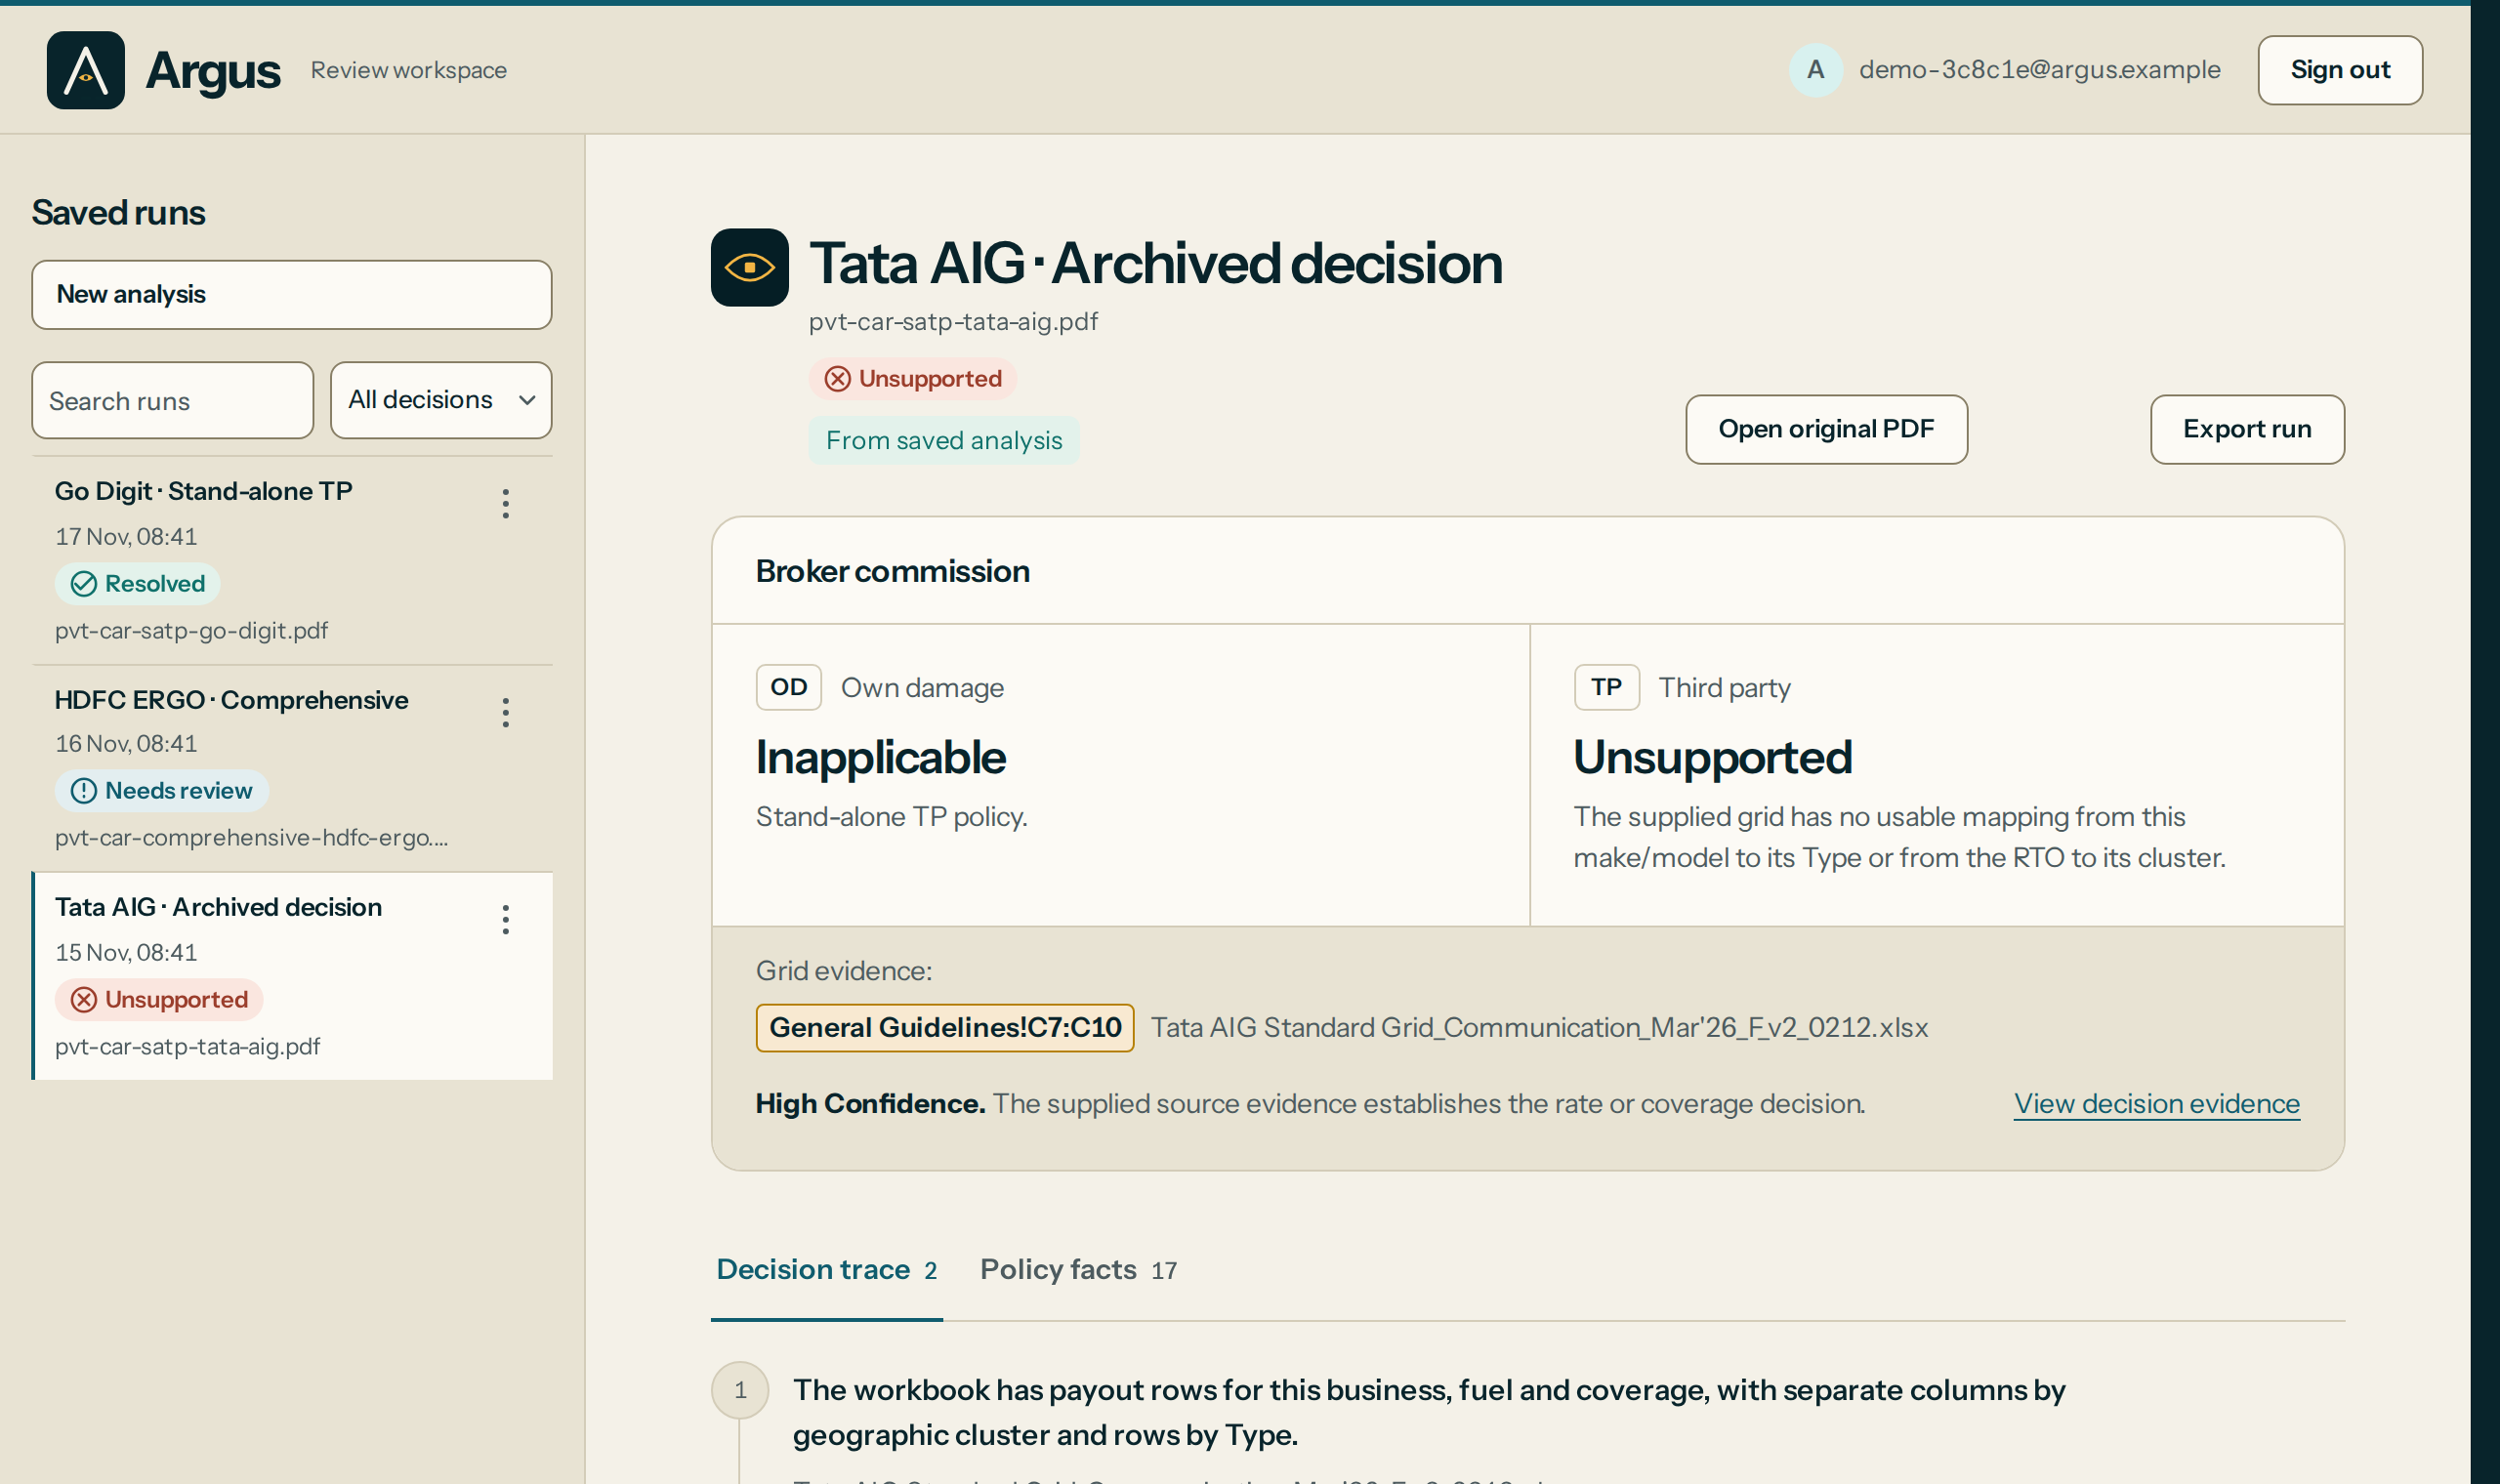 Argus
Review workspace
A
demo-3c8c1e@argus.example
Sign out
Saved runs
New analysis
Search runs
All decisions
Go Digit · Stand-alone TP
17 Nov, 08:41
Resolved
pvt-car-satp-go-digit.pdf
HDFC ERGO · Comprehensive
16 Nov, 08:41
Needs review
pvt-car-comprehensive-hdfc-ergo....
Tata AIG · Archived decision
15 Nov, 08:41
Unsupported
pvt-car-satp-tata-aig.pdf
Tata AIG · Archived decision
pvt-car-satp-tata-aig.pdf
Unsupported
From saved analysis
Open original PDF
Export run
Broker commission
OD Own damage
Inapplicable
Stand-alone TP policy.
TP Third party
Unsupported
The supplied grid has no usable mapping from this
make/model to its Type or from the RTO to its cluster.
Grid evidence:
General Guidelines!C7:C10 Tata AIG Standard Grid_Communication_Mar'26_F_v2_0212.xlsx
High Confidence. The supplied source evidence establishes the rate or coverage decision.
View decision evidence
Decision trace 2
Policy facts 17
1
The workbook has payout rows for this business, fuel and coverage, with separate columns by
geographic cluster and rows by Type.